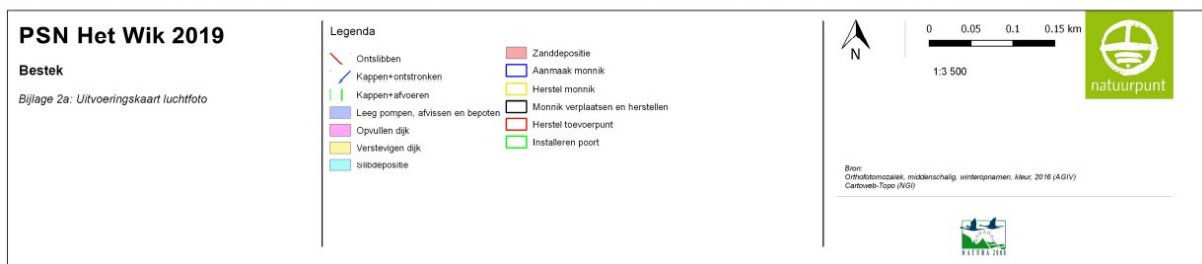 PSN Het Wik 2019
Bestek
Bijlage 2a: Uitvoeringskaart luchtfoto
Legenda
Ontslibben
Kappen+ontstronken
Kappen+afvoeren
Leeg pompen, afvissen en bepoten
Opvullen dijk
Verstevigen dijk
Slibdepositie
Zanddepositie
Aanmaak monnik
Herstel monnik
Monnik verplaatsen en herstellen
Herstel toevoerpunt
Installeren poort
N
0 0.05 0.1 0.15 km
1:3 500
natuurpunt
Bron:
Orthofotomozaïek, middenschalig, winteropnamen, kleur, 2016 (AGIV)
Cartoweb-Topo (NGI)
NATURA 2000